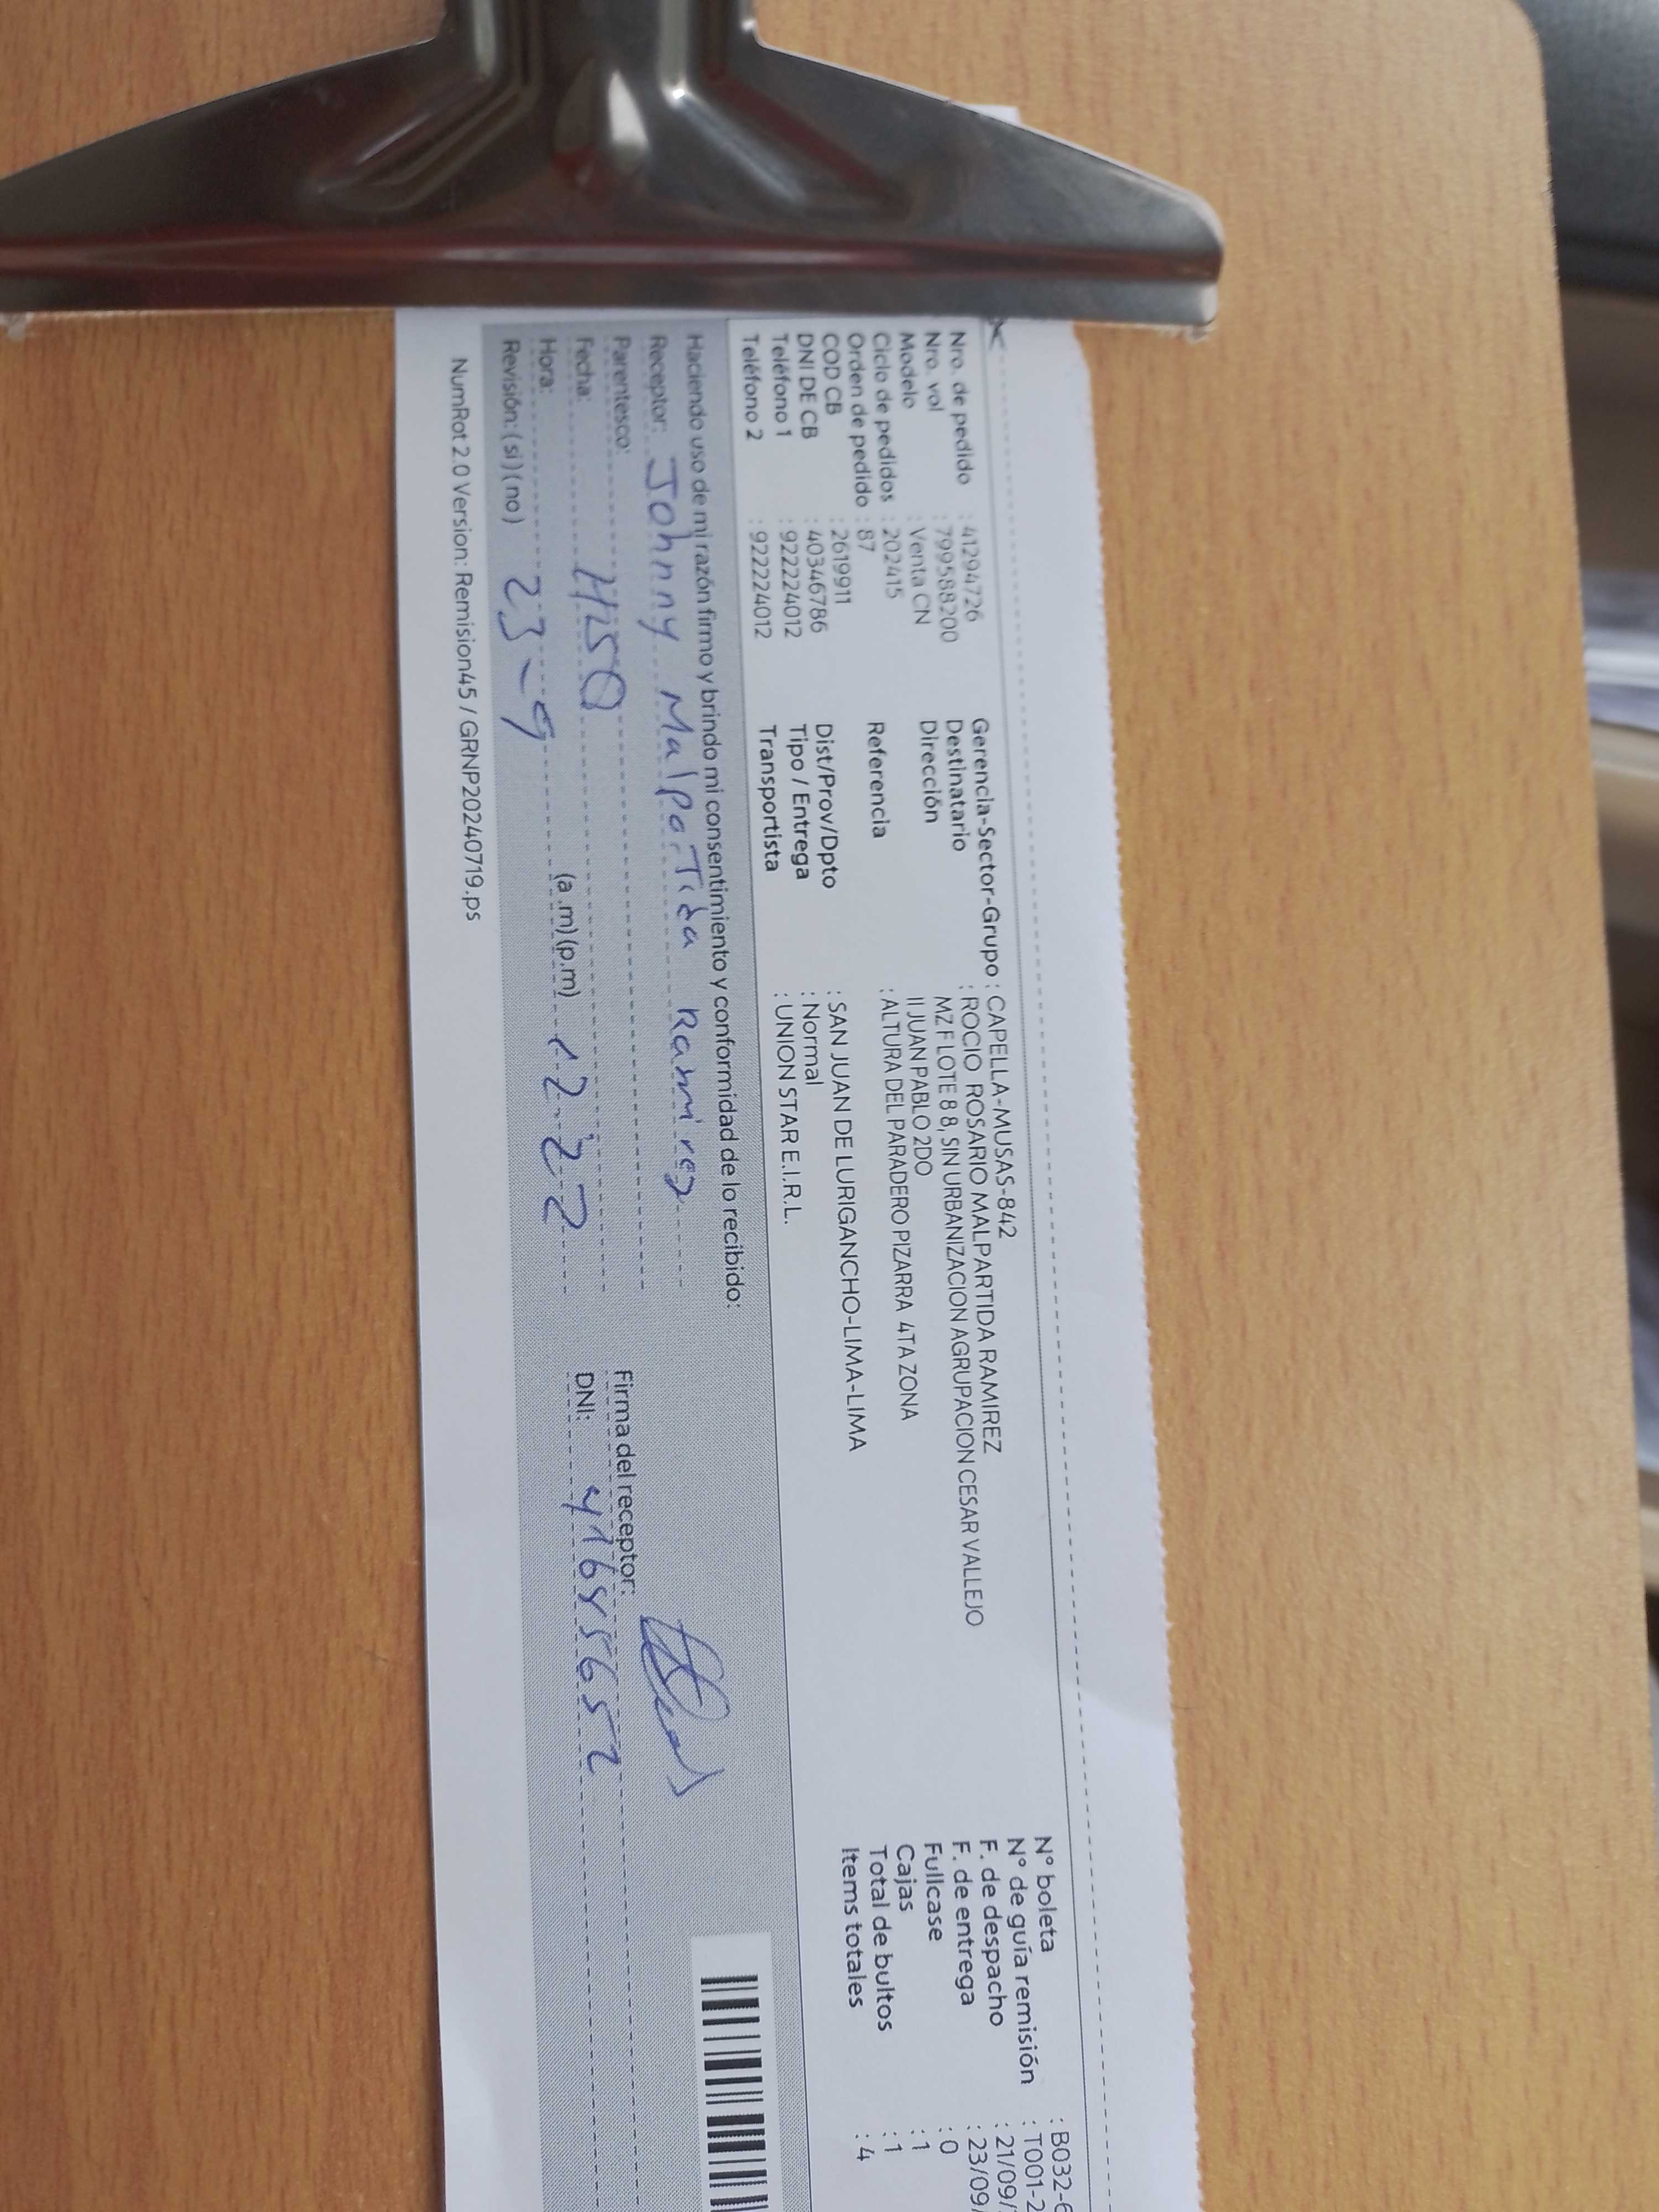 Nro. de pedido : 41294726
Nro. vol : 799588200
Modelo : Venta CN
Ciclo de pedidos : 202415
Orden de pedido : 87
COD CB : 2619911
DNI DE CB : 40346786
Teléfono 1 : 922224012
Teléfono 2 : 922224012
Gerencia-Sector-Grupo : CAPELLA-MUSAS-842
Destinatario : ROCIO ROSARIO MALPARTIDA RAMIREZ
Dirección MZ F LOTE 8 8, SIN URBANIZACION AGRUPACION CESAR VALLEJO
II JUAN PABLO 2DO
Referencia : ALTURA DEL PARADERO PIZARRA 4TA ZONA
Dist/Prov/Dpto : SAN JUAN DE LURIGANCHO-LIMA-LIMA
Tipo / Entrega : Normal
Transportista : UNION STAR E.I.R.L.
N° boleta : B032-6
N° de guía remisión : T001-2
F. de despacho : 21/09/
F. de entrega : 23/09/
Fullcase : 0
Cajas : 1
Total de bultos : 1
Items totales : 4
Haciendo uso de mi razón firmo y brindo mi consentimiento y conformidad de lo recibido:
Receptor: Johnny Malpartida Ramirez
Parentesco:
Fecha:
Hora: (a.m)(p.m) 12:22
Revisión: (si) (no) 23-9
Firma del receptor:
DNI:
NumRot 2.0 Version: Remision45 / GRNP20240719.ps